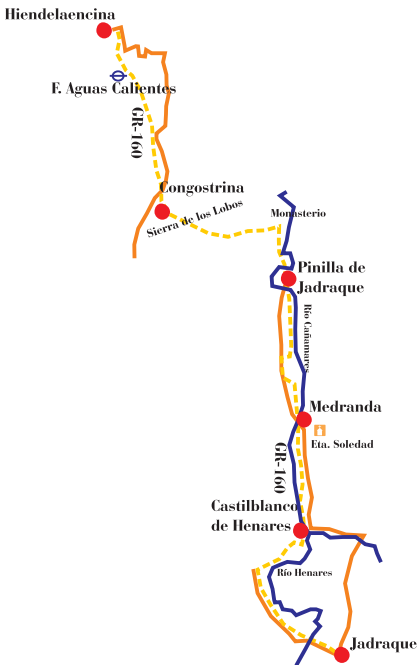 Hiendelaencina
F. Aguas Calientes
GR-160
Congostrina
Sierra de los Lobos
Monasterio
Pinilla de
Jadraque
Río Cañamares
Medranda
Eta. Soledad
GR-160
Castilblanco
de Henares
Río Henares
Jadraque